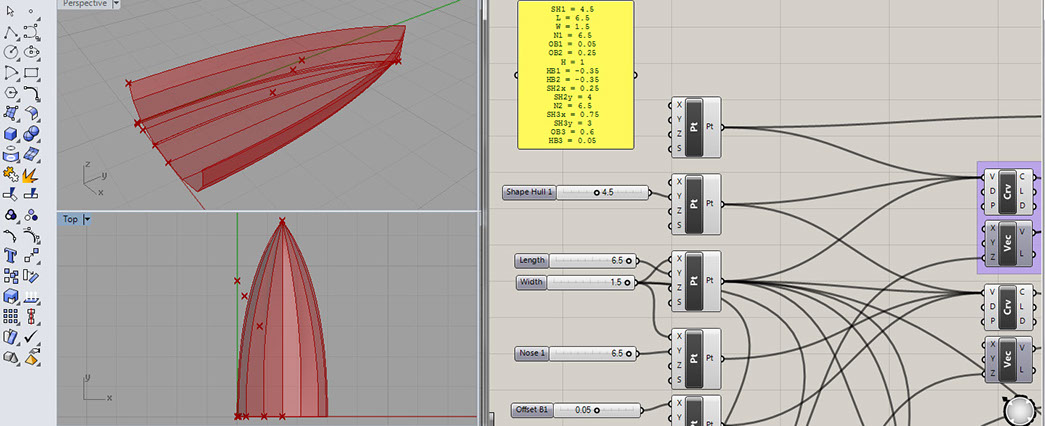 Perspective
z
y
x
Top
y
x
SH1 = 4.5
L = 6.5
W = 1.5
N1 = 6.5
OB1 = 0.05
OB2 = 0.25
H = 1
HB1 = -0.35
HB2 = -0.35
SH2x = 0.25
SH2y = 4
N2 = 6.5
SH3x = 0.75
SH3y = 3
OB3 = 0.6
HB3 = 0.05
X
Y
Z
S
Pt
Pt
Shape Hull 1
4.5
X
Y
Z
S
Pt
Pt
Length
6.5
Width
1.5
X
Y
Z
S
Pt
Pt
Nose 1
6.5
X
Y
Z
S
Pt
Pt
Offset B1
0.05
X
Y
Pt
Pt
V
D
P
Crv
C
L
D
X
Y
Z
Vec
V
L
V
D
P
Crv
C
L
D
X
Y
Z
Vec
V
L